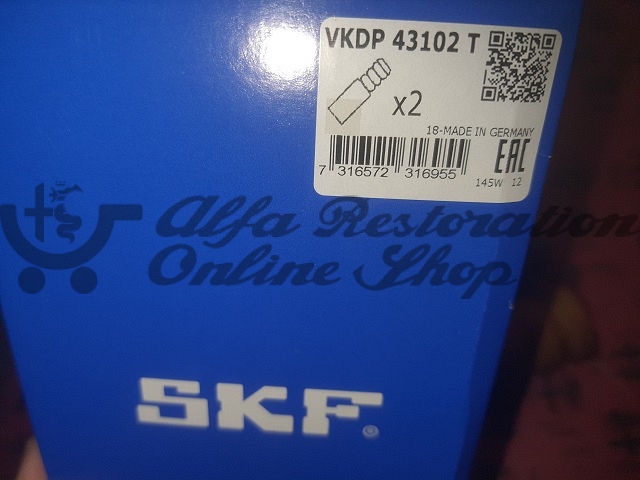 VKDP 43102 T
x2
18-MADE IN GERMANY
7 316572 316955
EAC
145W 12
Alfa Restoration
Online Shop
SKF®